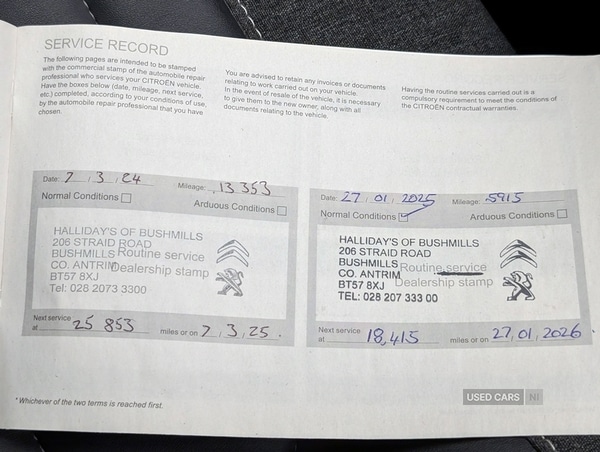 SERVICE RECORD
The following pages are intended to be stamped
with the commercial stamp of the automobile repair
professional who services your CITROËN vehicle.
Have the boxes below (date, mileage, next service,
etc.) completed, according to your conditions of use,
by the automobile repair professional that you have
chosen.
You are advised to retain any invoices or documents
relating to work carried out on your vehicle.
In the event of resale of the vehicle, it is necessary
to give them to the new owner, along with all
documents relating to the vehicle.
Having the routine services carried out is a
compulsory requirement to meet the conditions of
the CITROËN contractual warranties.
Date: 7 / 3 / 24 Mileage: 13 353
Normal Conditions Arduous Conditions
HALLIDAY'S OF BUSHMILLS
206 STRAID ROAD
BUSHMILLS Routine service
CO. ANTRIM Dealership stamp
BT57 8XJ
Tel: 028 2073 3300
Next service
at 25 853 miles or on 7 / 3 / 25.
Date: 27 / 01 / 2025 Mileage: 5915
Normal Conditions Arduous Conditions
HALLIDAY'S OF BUSHMILLS
206 STRAID ROAD
BUSHMILLS Routine service
CO. ANTRIM Dealership stamp
BT57 8XJ
TEL: 028 207 333 00
Next service
at 18,415 miles or on 27 / 01 / 2026 .
* Whichever of the two terms is reached first.
USED CARS NI